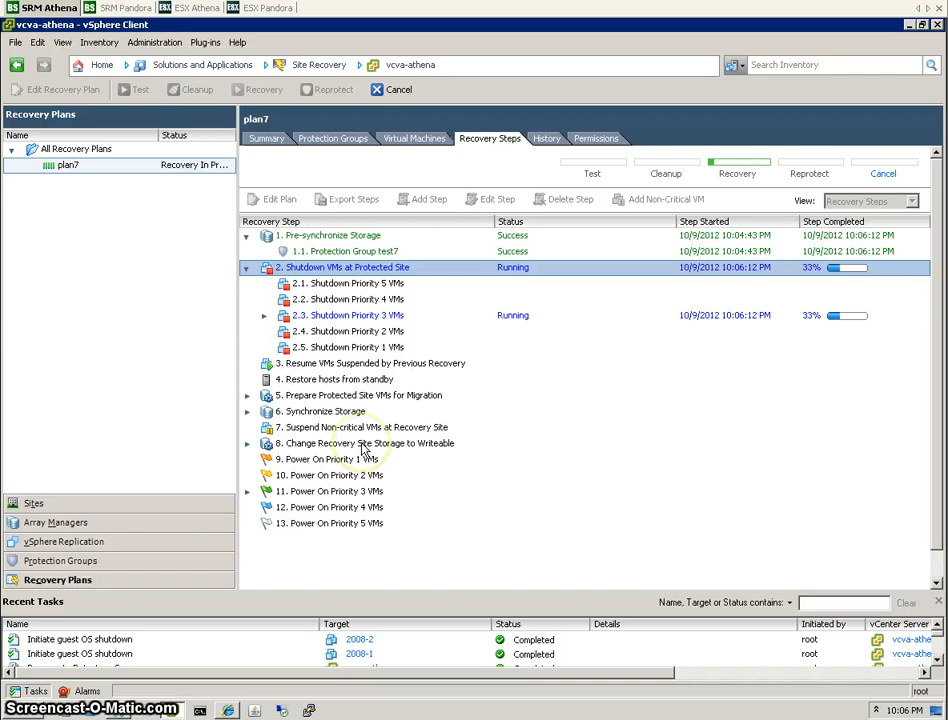 SRM Athena SRM Pandora ESX Athena ESX Pandora
vcva-athena - vSphere Client
File Edit View Inventory Administration Plug-ins Help
Home Solutions and Applications Site Recovery vcva-athena Search Inventory
Edit Recovery Plan Test Cleanup Recovery Reprotect Cancel
Recovery Plans
Name Status
All Recovery Plans
plan7 Recovery In Pr...
plan7
Summary Protection Groups Virtual Machines Recovery Steps History Permissions
Test Cleanup Recovery Reprotect Cancel
Edit Plan Export Steps Add Step Edit Step Delete Step Add Non-Critical VM View: Recovery Steps
Recovery Step Status Step Started Step Completed
1. Pre-synchronize Storage Success 10/9/2012 10:04:43 PM 10/9/2012 10:06:12 PM
1.1. Protection Group test7 Success 10/9/2012 10:04:43 PM 10/9/2012 10:06:12 PM
2. Shutdown VMs at Protected Site Running 10/9/2012 10:06:12 PM 33%
2.1. Shutdown Priority 5 VMs
2.2. Shutdown Priority 4 VMs
2.3. Shutdown Priority 3 VMs Running 10/9/2012 10:06:12 PM 33%
2.4. Shutdown Priority 2 VMs
2.5. Shutdown Priority 1 VMs
3. Resume VMs Suspended by Previous Recovery
4. Restore hosts from standby
5. Prepare Protected Site VMs for Migration
6. Synchronize Storage
7. Suspend Non-critical VMs at Recovery Site
8. Change Recovery Site Storage to Writeable
9. Power On Priority 1 VMs
10. Power On Priority 2 VMs
11. Power On Priority 3 VMs
12. Power On Priority 4 VMs
13. Power On Priority 5 VMs
Sites
Array Managers
vSphere Replication
Protection Groups
Recovery Plans
Recent Tasks Name, Target or Status contains: Clear
Name Target Status Details Initiated by vCenter Server
Initiate guest OS shutdown 2008-2 Completed root vcva-athe
Initiate guest OS shutdown 2008-1 Completed root vcva-athe
Tasks Alarms root
Screencast-O-Matic.com 10:06 PM